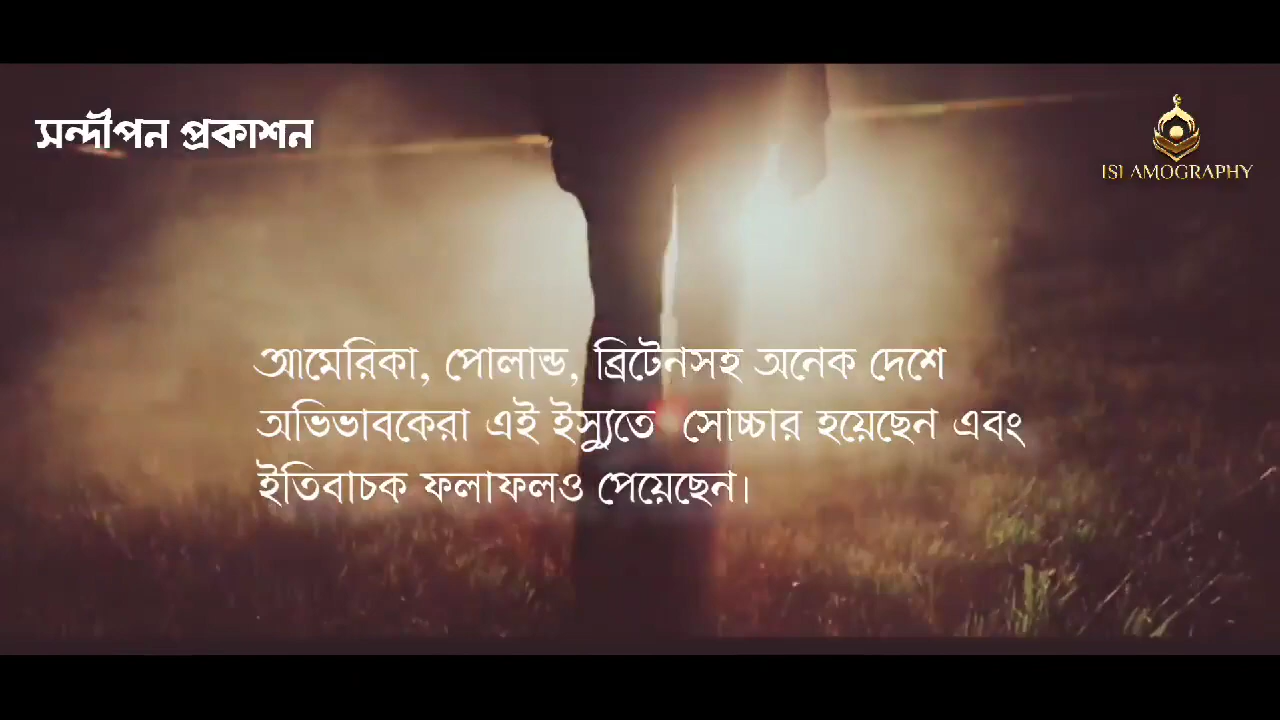 সন্দীপন প্রকাশন
ISLAMOGRAPHY
আমেরিকা, পোলান্ড, ব্রিটেনসহ অনেক দেশে
অভিভাবকেরা এই ইস্যুতে সোচ্চার হয়েছেন এবং
ইতিবাচক ফলাফলও পেয়েছেন।